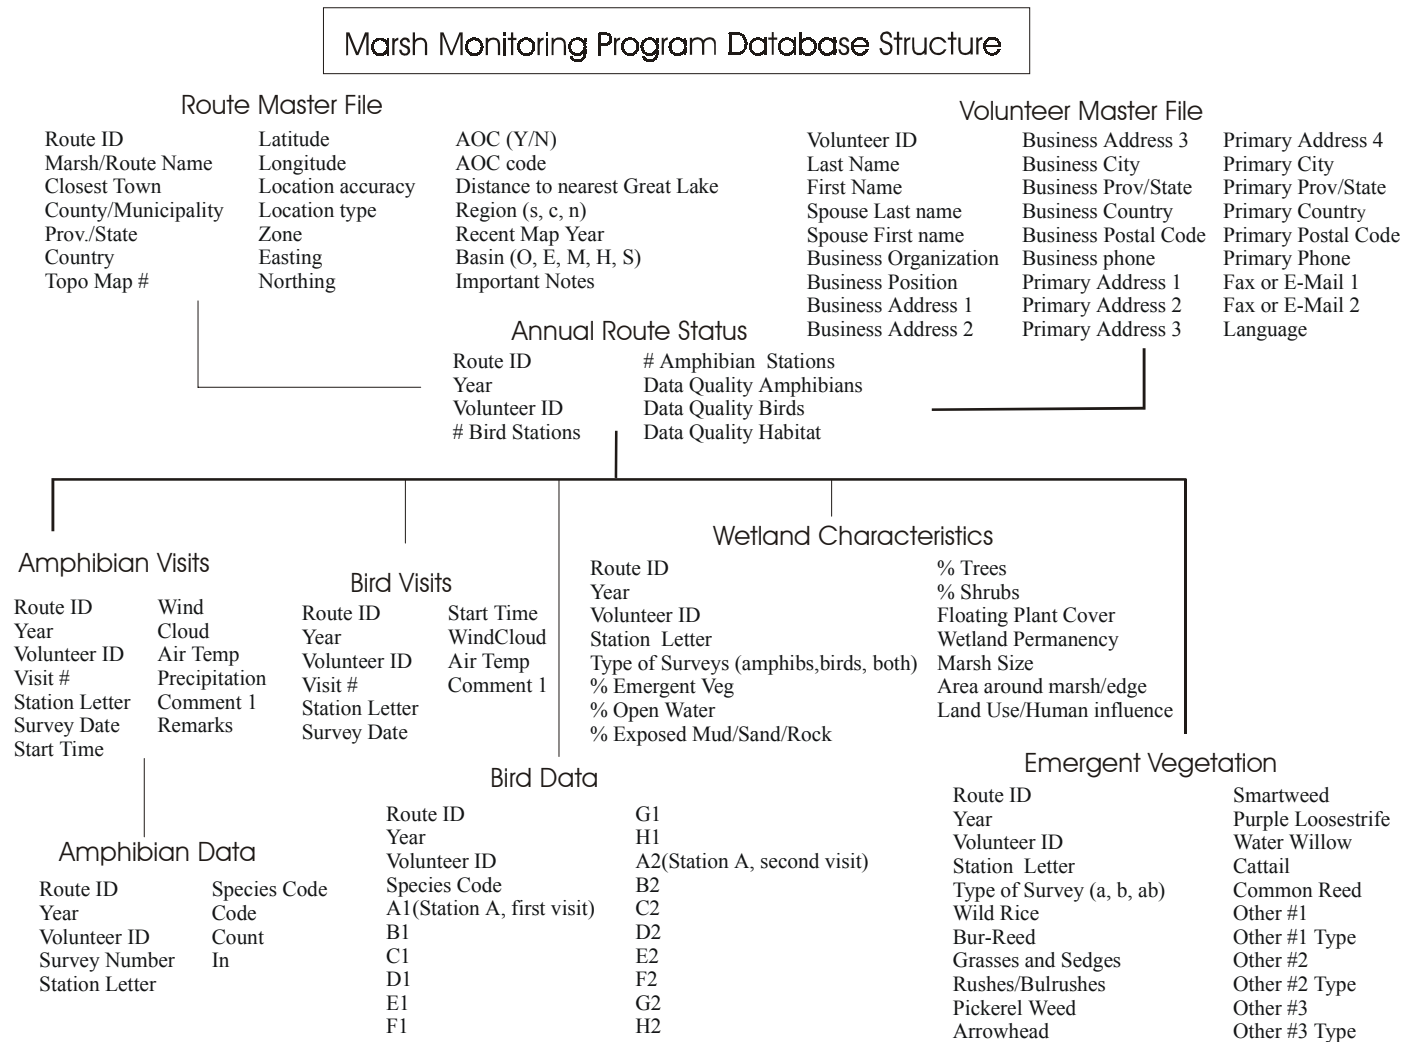 Marsh Monitoring Program Database Structure
Route Master File
Route ID
Marsh/Route Name
Closest Town
County/Municipality
Prov./State
Country
Topo Map #
Latitude
Longitude
Location accuracy
Location type
Zone
Easting
Northing
AOC (Y/N)
AOC code
Distance to nearest Great Lake
Region (s, c, n)
Recent Map Year
Basin (O, E, M, H, S)
Important Notes
Volunteer Master File
Volunteer ID
Last Name
First Name
Spouse Last name
Spouse First name
Business Organization
Business Position
Business Address 1
Business Address 2
Business Address 3
Business City
Business Prov/State
Business Country
Business Postal Code
Business phone
Primary Address 1
Primary Address 2
Primary Address 3
Primary Address 4
Primary City
Primary Prov/State
Primary Country
Primary Postal Code
Primary Phone
Fax or E-Mail 1
Fax or E-Mail 2
Language
Annual Route Status
Route ID
Year
Volunteer ID
# Bird Stations
# Amphibian Stations
Data Quality Amphibians
Data Quality Birds
Data Quality Habitat
Amphibian Visits
Route ID
Year
Volunteer ID
Visit #
Station Letter
Survey Date
Start Time
Wind
Cloud
Air Temp
Precipitation
Comment 1
Remarks
Bird Visits
Route ID
Year
Volunteer ID
Visit #
Station Letter
Survey Date
Start Time
WindCloud
Air Temp
Comment 1
Wetland Characteristics
Route ID
Year
Volunteer ID
Station Letter
Type of Surveys (amphibs,birds, both)
% Emergent Veg
% Open Water
% Exposed Mud/Sand/Rock
% Trees
% Shrubs
Floating Plant Cover
Wetland Permanency
Marsh Size
Area around marsh/edge
Land Use/Human influence
Amphibian Data
Route ID
Year
Volunteer ID
Survey Number
Station Letter
Species Code
Code
Count
In
Bird Data
Route ID
Year
Volunteer ID
Species Code
A1(Station A, first visit)
B1
C1
D1
E1
F1
G1
H1
A2(Station A, second visit)
B2
C2
D2
E2
F2
G2
H2
Emergent Vegetation
Route ID
Year
Volunteer ID
Station Letter
Type of Survey (a, b, ab)
Wild Rice
Bur-Reed
Grasses and Sedges
Rushes/Bulrushes
Pickerel Weed
Arrowhead
Smartweed
Purple Loosestrife
Water Willow
Cattail
Common Reed
Other #1
Other #1 Type
Other #2
Other #2 Type
Other #3
Other #3 Type